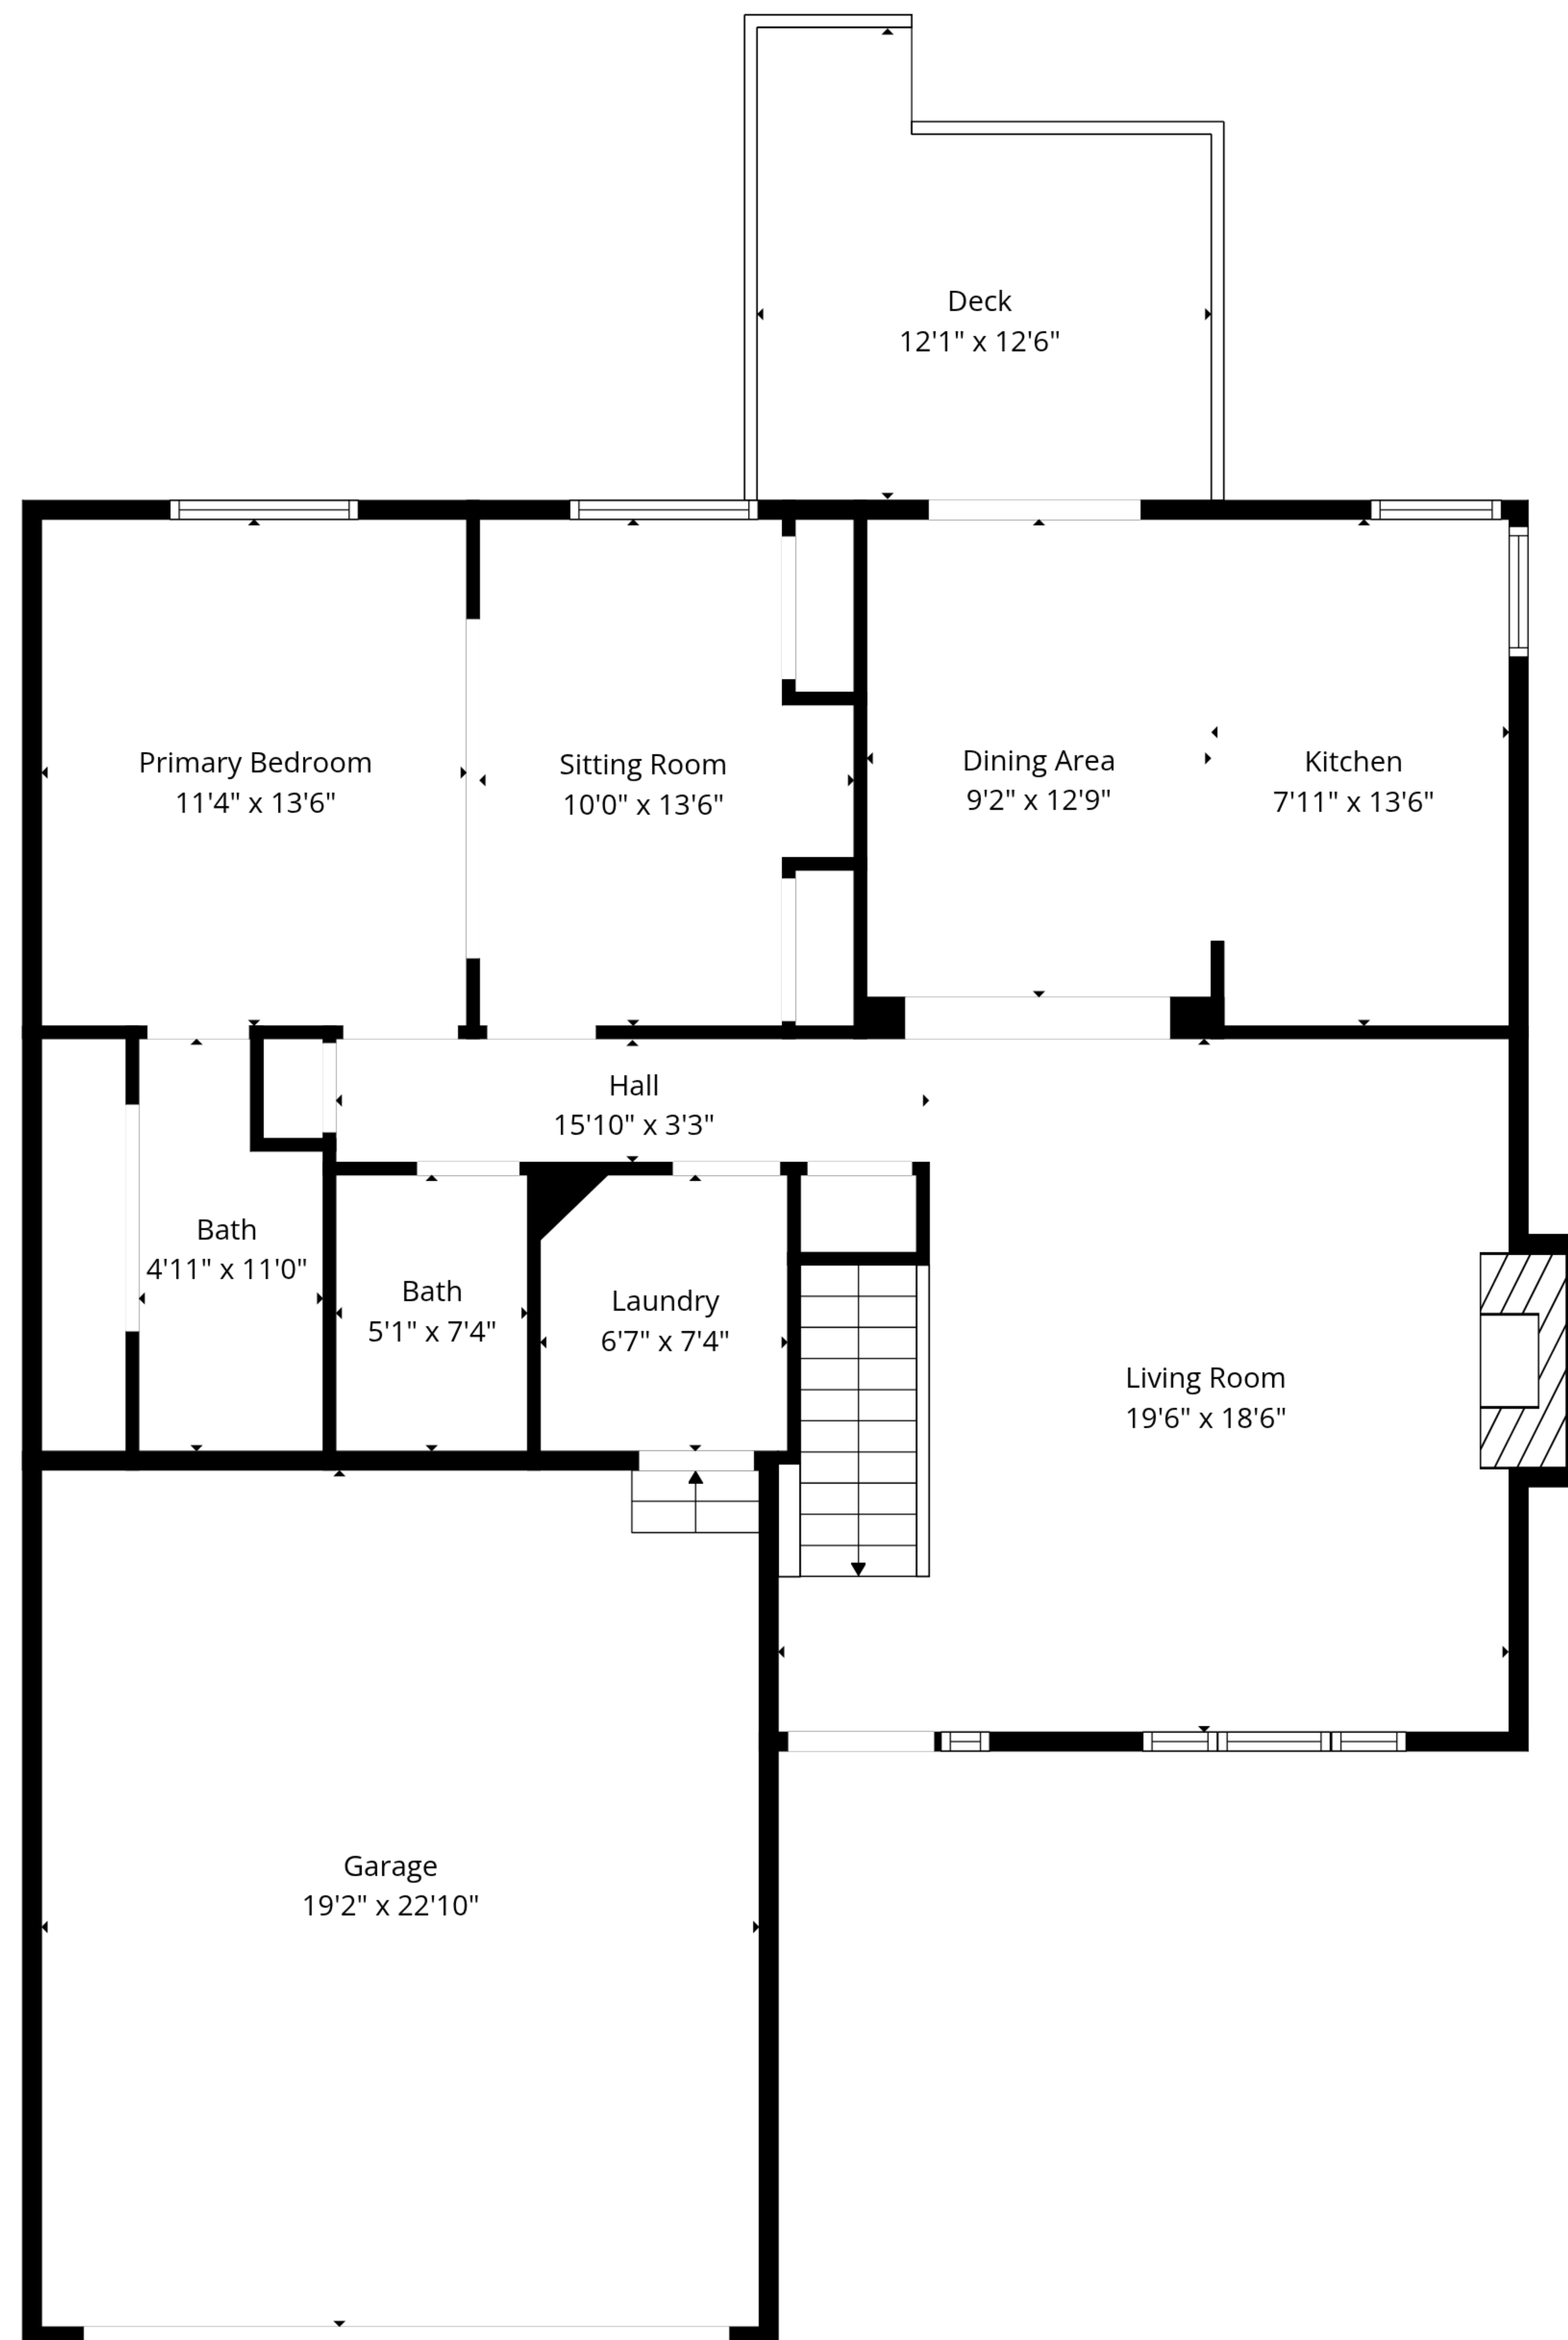 Deck
12'1" x 12'6"
Primary Bedroom
11'4" x 13'6"
Sitting Room
10'0" x 13'6"
Dining Area
9'2" x 12'9"
Kitchen
7'11" x 13'6"
Hall
15'10" x 3'3"
Bath
4'11" x 11'0"
Bath
5'1" x 7'4"
Laundry
6'7" x 7'4"
Living Room
19'6" x 18'6"
Garage
19'2" x 22'10"